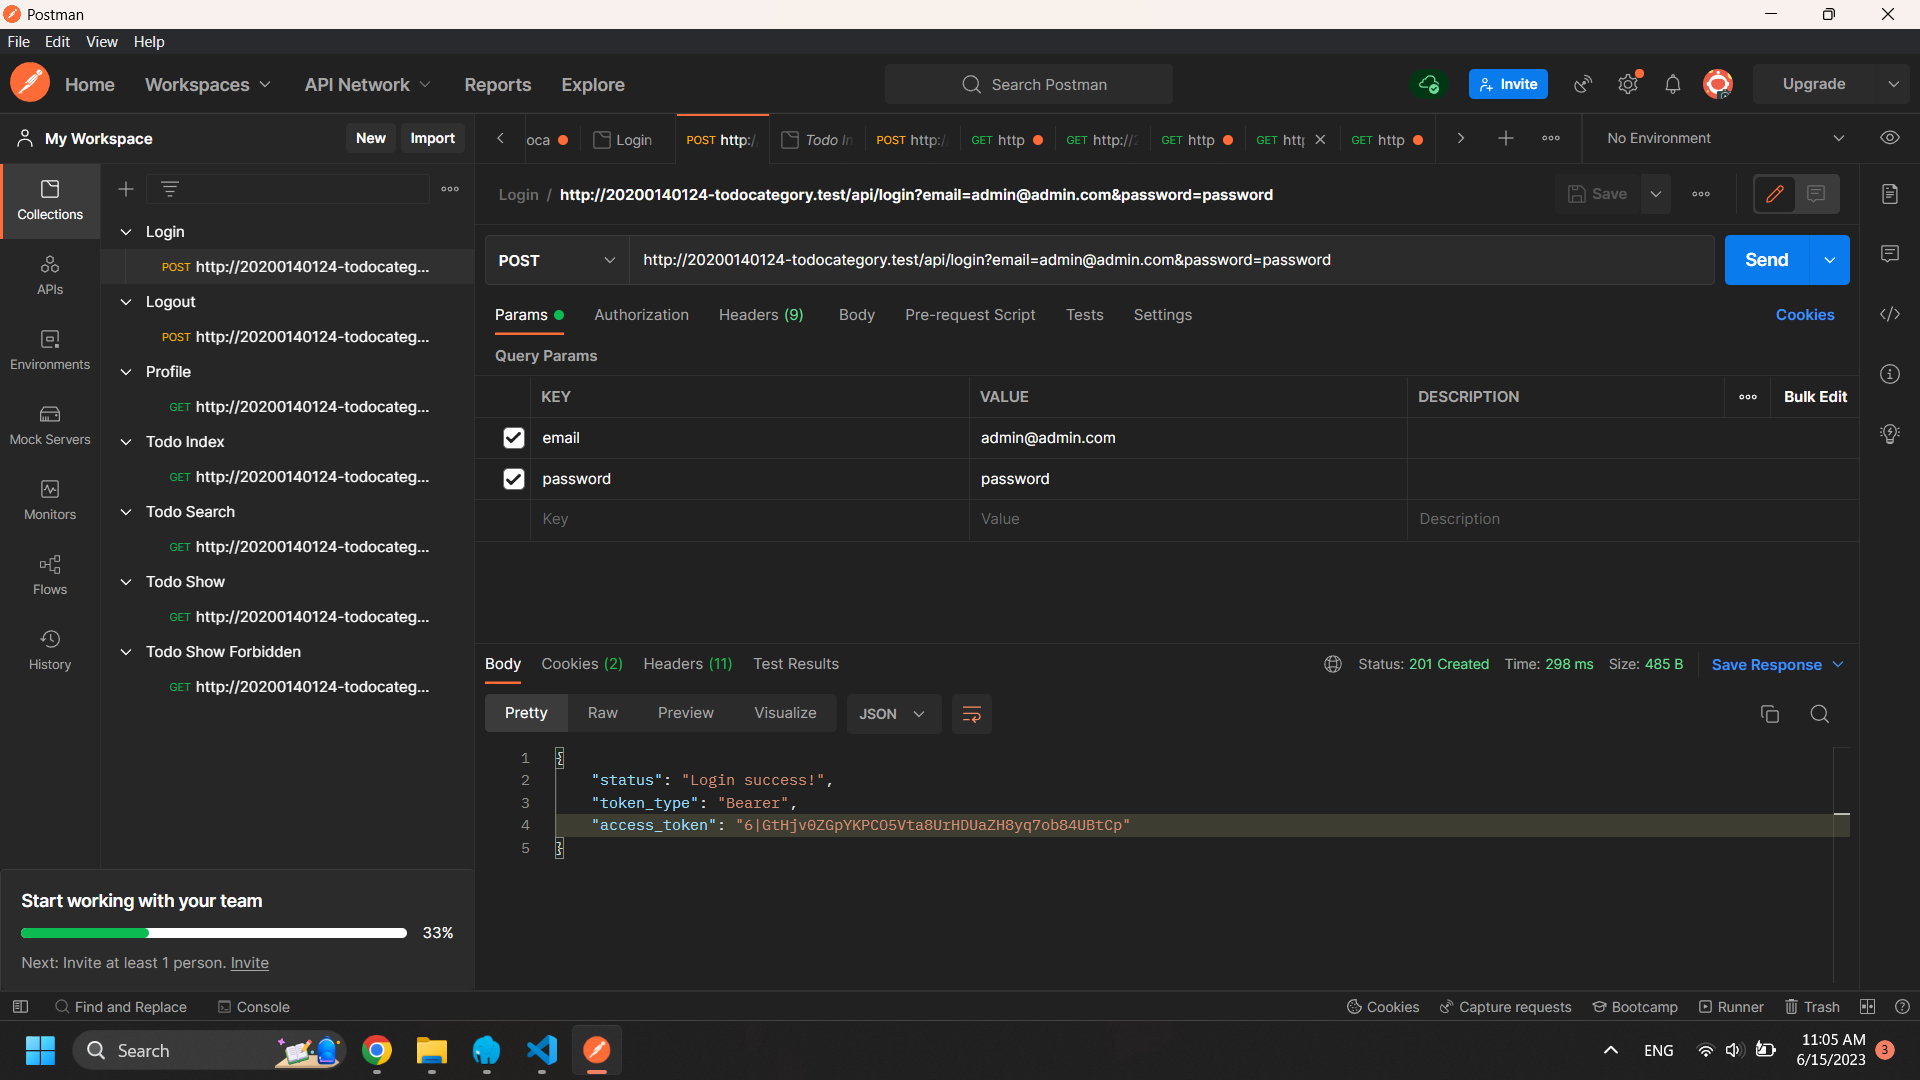 Postman
File Edit View Help
Home Workspaces API Network Reports Explore
Search Postman
Invite
Upgrade
My Workspace
New Import
oca
Login
POST http:/
Todo In
POST http:/
GET http
GET http://
GET http
GET htt
GET http
No Environment
Collections
APIs
Environments
Mock Servers
Monitors
Flows
History
Login
POST http://20200140124-todocateg...
Logout
POST http://20200140124-todocateg...
Profile
GET http://20200140124-todocateg...
Todo Index
GET http://20200140124-todocateg...
Todo Search
GET http://20200140124-todocateg...
Todo Show
GET http://20200140124-todocateg...
Todo Show Forbidden
GET http://20200140124-todocateg...
Start working with your team
33%
Next: Invite at least 1 person. Invite
Login / http://20200140124-todocategory.test/api/login?email=admin@admin.com&password=password
Save
POST
http://20200140124-todocategory.test/api/login?email=admin@admin.com&password=password
Send
Params Authorization Headers (9) Body Pre-request Script Tests Settings
Cookies
Query Params
KEY VALUE DESCRIPTION Bulk Edit
email admin@admin.com
password password
Key Value Description
Body Cookies (2) Headers (11) Test Results
Status: 201 Created Time: 298 ms Size: 485 B Save Response
Pretty Raw Preview Visualize JSON
1 {
2 "status": "Login success!",
3 "token_type": "Bearer",
4 "access_token": "6|GtHjv0ZGpYKPCO5Vta8UrHDUaZH8yq7ob84UBtCp"
5 }
Find and Replace Console
Cookies Capture requests Bootcamp Runner Trash
Search
ENG
11:05 AM
6/15/2023
3